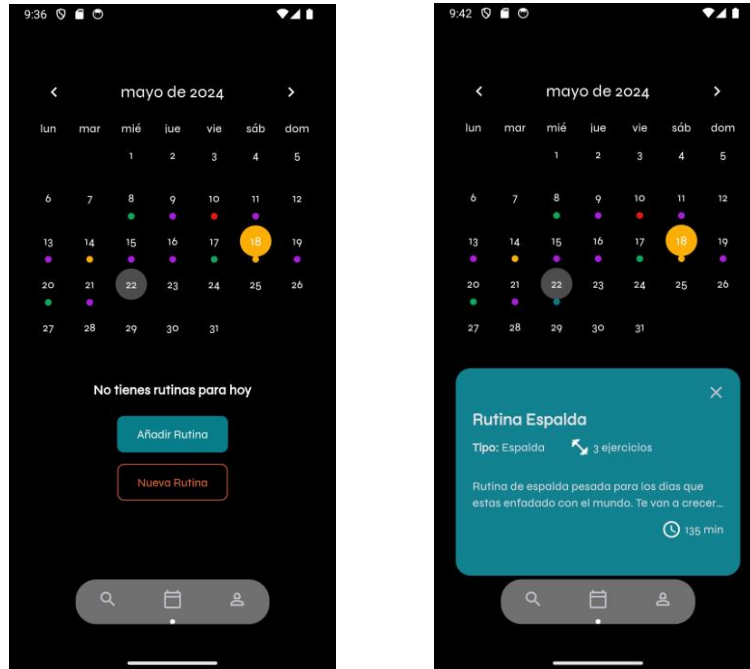 9:36
mayo de 2024
lun mar mié jue vie sáb dom
1 2 3 4 5
6 7 8 9 10 11 12
13 14 15 16 17 18 19
20 21 22 23 24 25 26
27 28 29 30 31
No tienes rutinas para hoy
Añadir Rutina
Nueva Rutina
9:42
mayo de 2024
lun mar mié jue vie sáb dom
1 2 3 4 5
6 7 8 9 10 11 12
13 14 15 16 17 18 19
20 21 22 23 24 25 26
27 28 29 30 31
Rutina Espalda
Tipo: Espalda 3 ejercicios
Rutina de espalda pesada para los dias que
estas enfadado con el mundo. Te van a crecer...
135 min